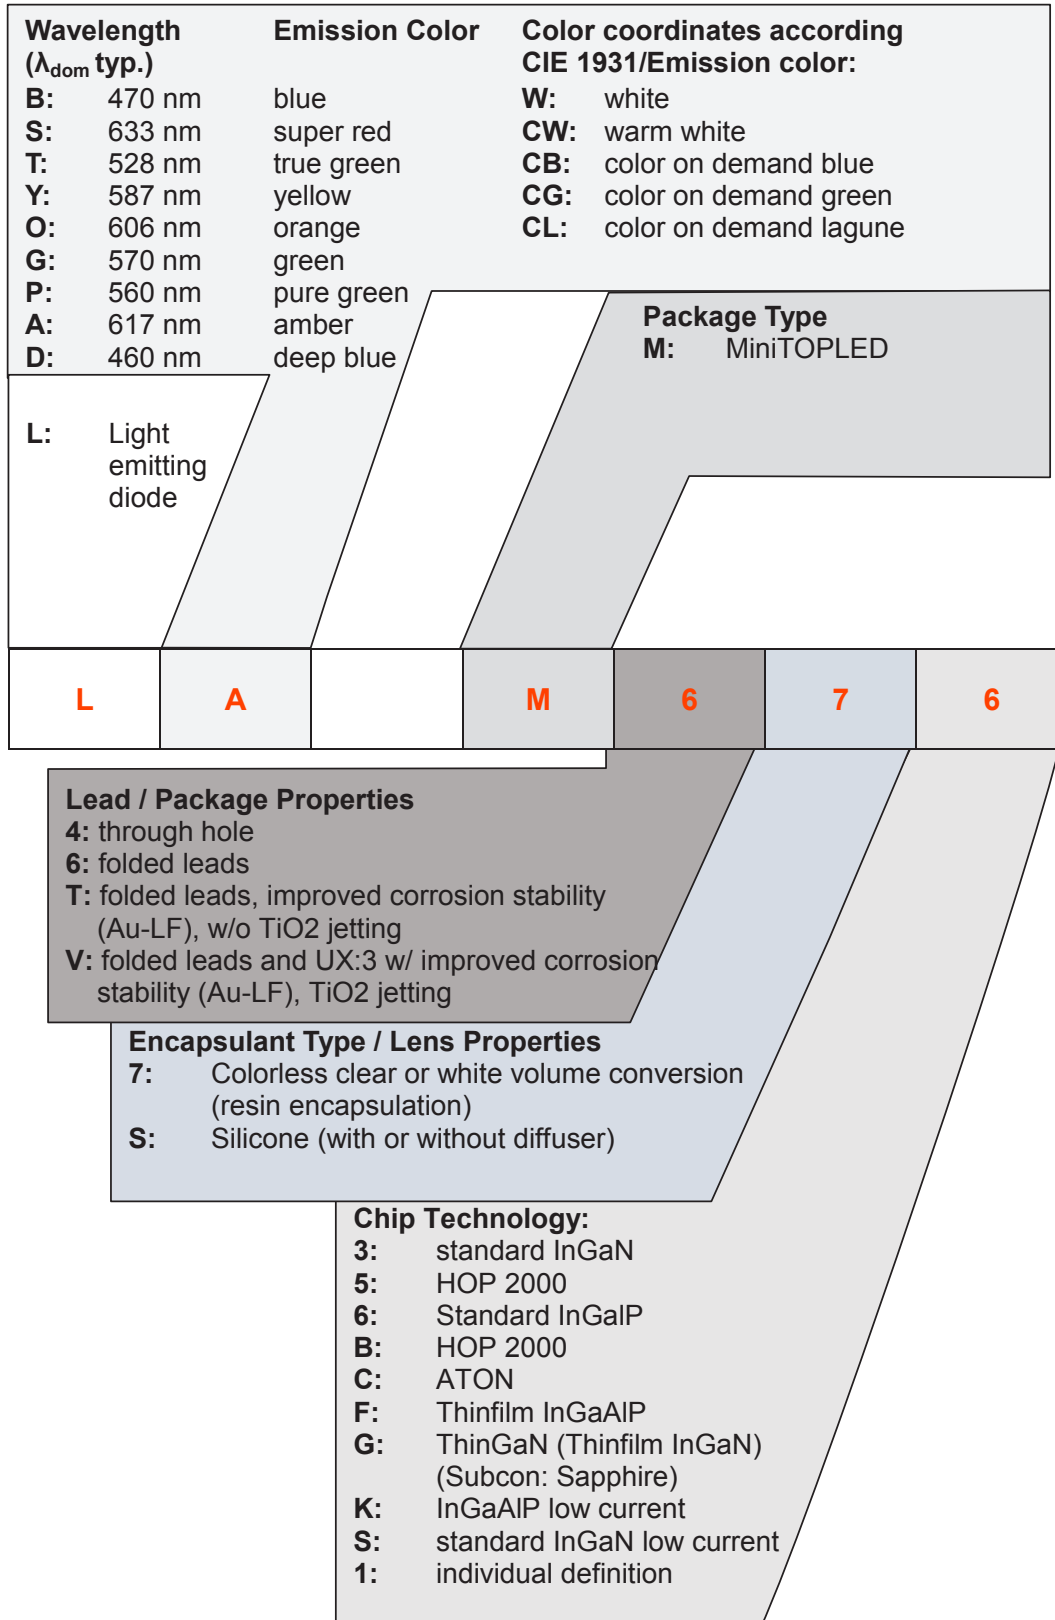 Wavelength Emission Color Color coordinates according
(λdom typ.) CIE 1931/Emission color:
B: 470 nm blue W: white
S: 633 nm super red CW: warm white
T: 528 nm true green CB: color on demand blue
Y: 587 nm yellow CG: color on demand green
O: 606 nm orange CL: color on demand lagune
G: 570 nm green
P: 560 nm pure green
A: 617 nm amber
D: 460 nm deep blue
Package Type
M: MiniTOPLED
L: Light
emitting
diode
L A M 6 7 6
Lead / Package Properties
4: through hole
6: folded leads
T: folded leads, improved corrosion stability
(Au-LF), w/o TiO2 jetting
V: folded leads and UX:3 w/ improved corrosion
stability (Au-LF), TiO2 jetting
Encapsulant Type / Lens Properties
7: Colorless clear or white volume conversion
(resin encapsulation)
S: Silicone (with or without diffuser)
Chip Technology:
3: standard InGaN
5: HOP 2000
6: Standard InGalP
B: HOP 2000
C: ATON
F: Thinfilm InGaAlP
G: ThinGaN (Thinfilm InGaN)
(Subcon: Sapphire)
K: InGaAlP low current
S: standard InGaN low current
1: individual definition